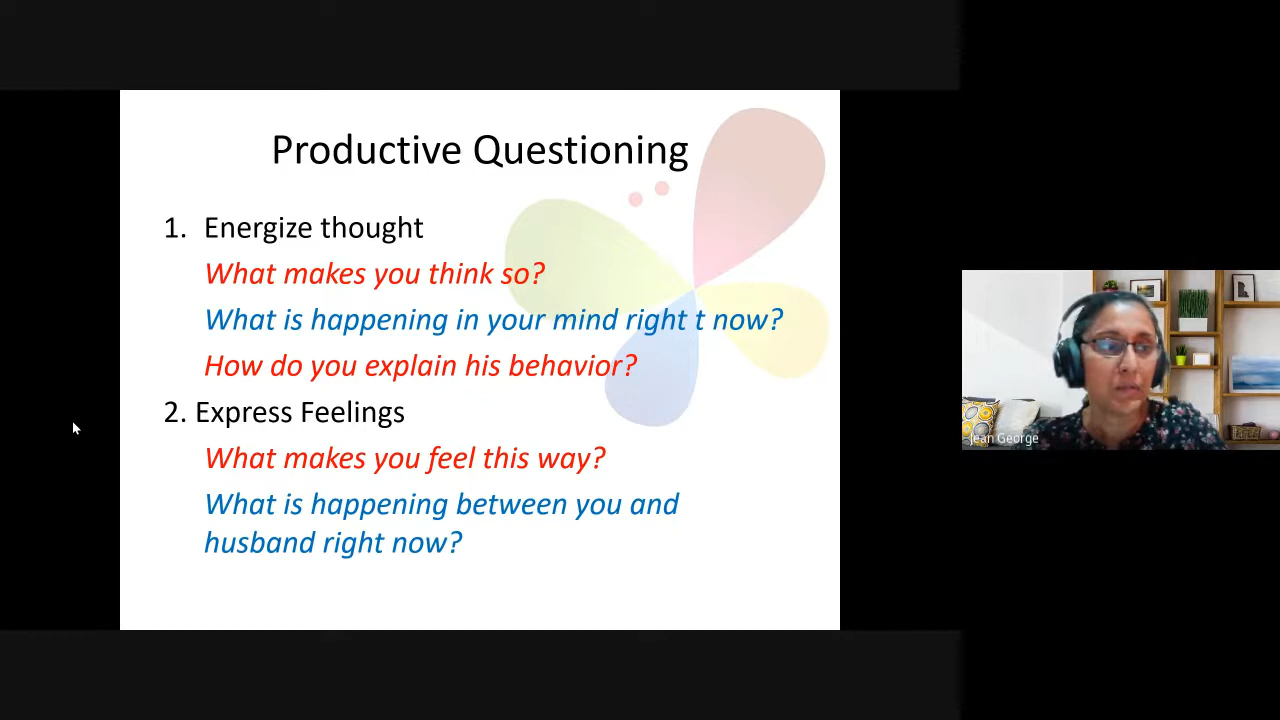 Productive Questioning
1. Energize thought
What makes you think so?
What is happening in your mind right t now?
How do you explain his behavior?
2. Express Feelings
What makes you feel this way?
What is happening between you and
husband right now?
Jean George